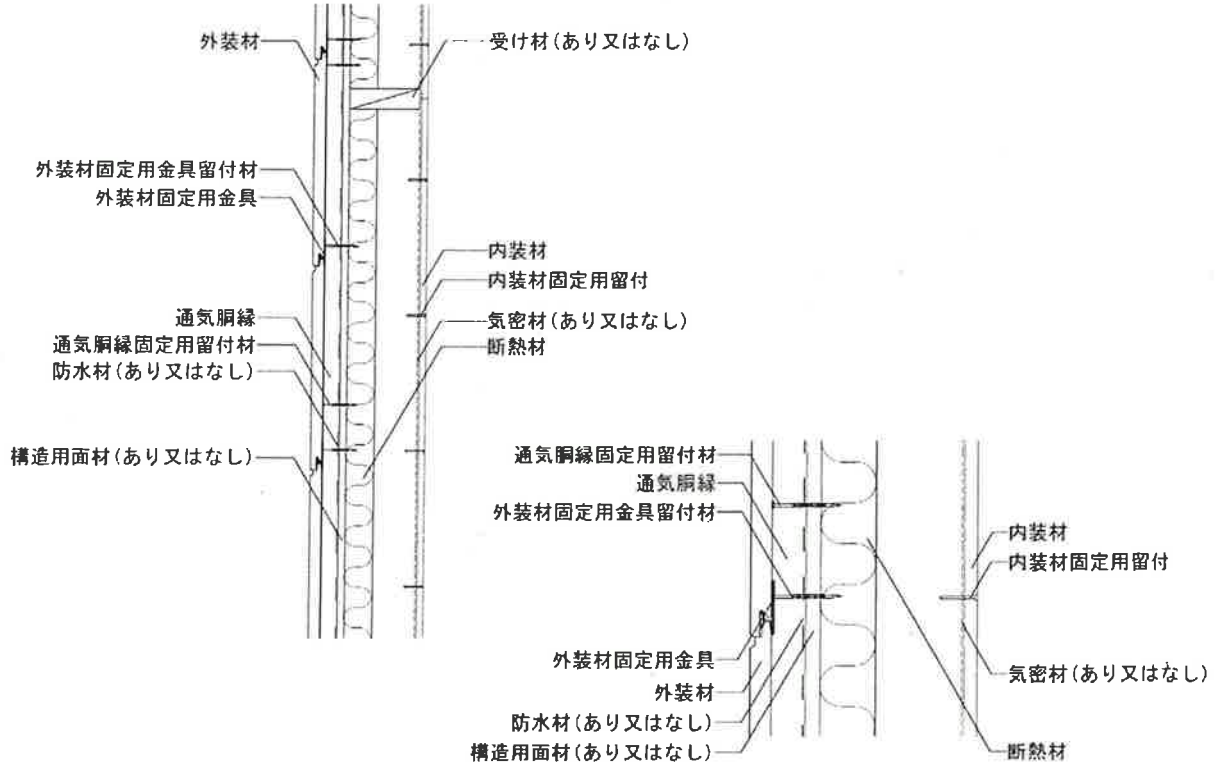 外装材
受け材(あり又はなし)
外装材固定用金具留付材
外装材固定用金具
内装材
内装材固定用留付
通気胴縁
気密材(あり又はなし)
通気胴縁固定用留付材
断熱材
防水材(あり又はなし)
構造用面材(あり又はなし)
通気胴縁固定用留付材
通気胴縁
外装材固定用金具留付材
内装材
内装材固定用留付
外装材固定用金具
気密材(あり又はなし)
外装材
防水材(あり又はなし)
構造用面材(あり又はなし)
断熱材